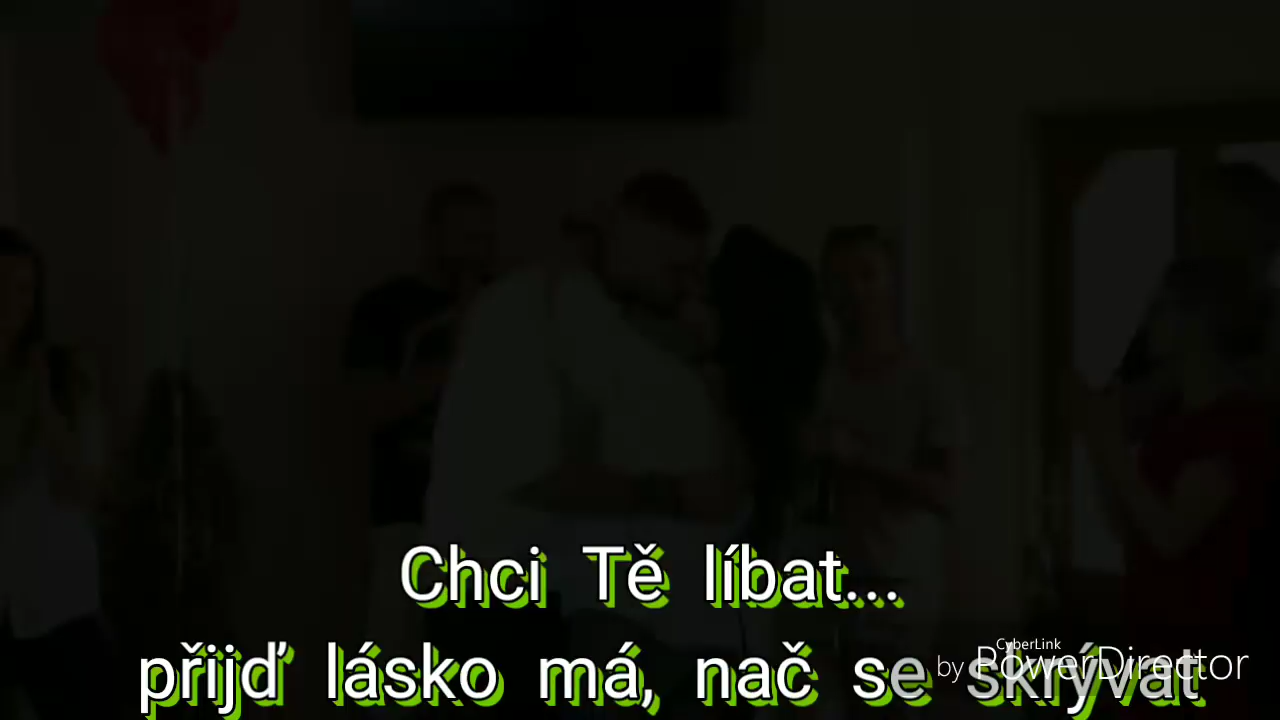 Chci Tě líbat...
přijď lásko má, nač se skrývat
CyberLink
by PowerDirector